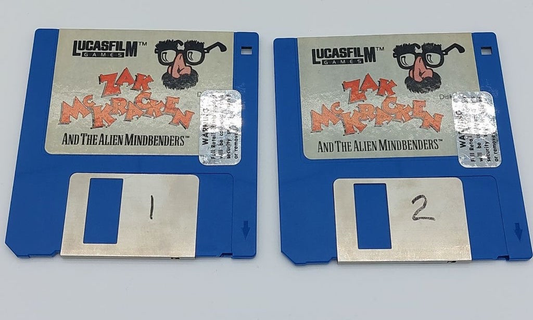 LUCASFILM™
GAMES
ZAK
McKRACKEN
AND THE ALIEN MINDBENDERS™
WARNING
1
LUCASFILM™
GAMES
ZAK
McKRACKEN
AND THE ALIEN MINDBENDERS™
WARNING
2